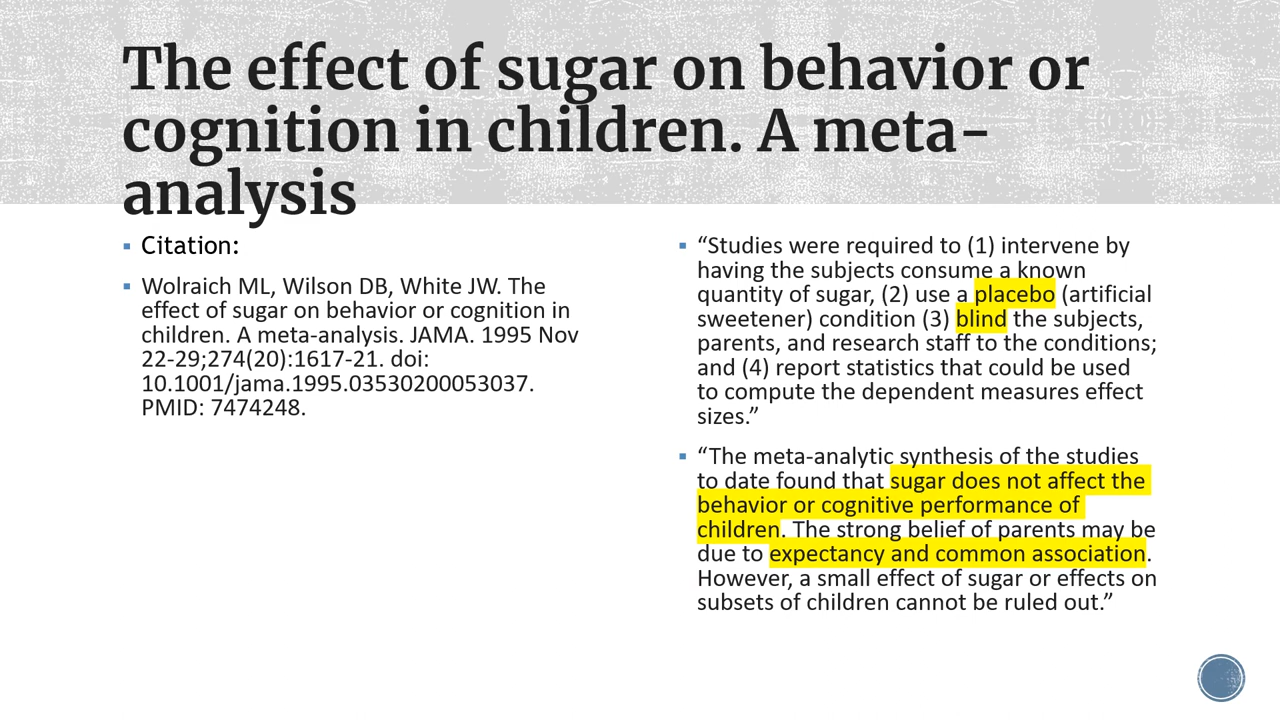 The effect of sugar on behavior or
cognition in children. A meta-
analysis
Citation:
Wolraich ML, Wilson DB, White JW. The
effect of sugar on behavior or cognition in
children. A meta-analysis. JAMA. 1995 Nov
22-29;274(20):1617-21. doi:
10.1001/jama.1995.03530200053037.
PMID: 7474248.
“Studies were required to (1) intervene by
having the subjects consume a known
quantity of sugar, (2) use a placebo (artificial
sweetener) condition (3) blind the subjects,
parents, and research staff to the conditions;
and (4) report statistics that could be used
to compute the dependent measures effect
sizes.”
“The meta-analytic synthesis of the studies
to date found that sugar does not affect the
behavior or cognitive performance of
children. The strong belief of parents may be
due to expectancy and common association.
However, a small effect of sugar or effects on
subsets of children cannot be ruled out.”